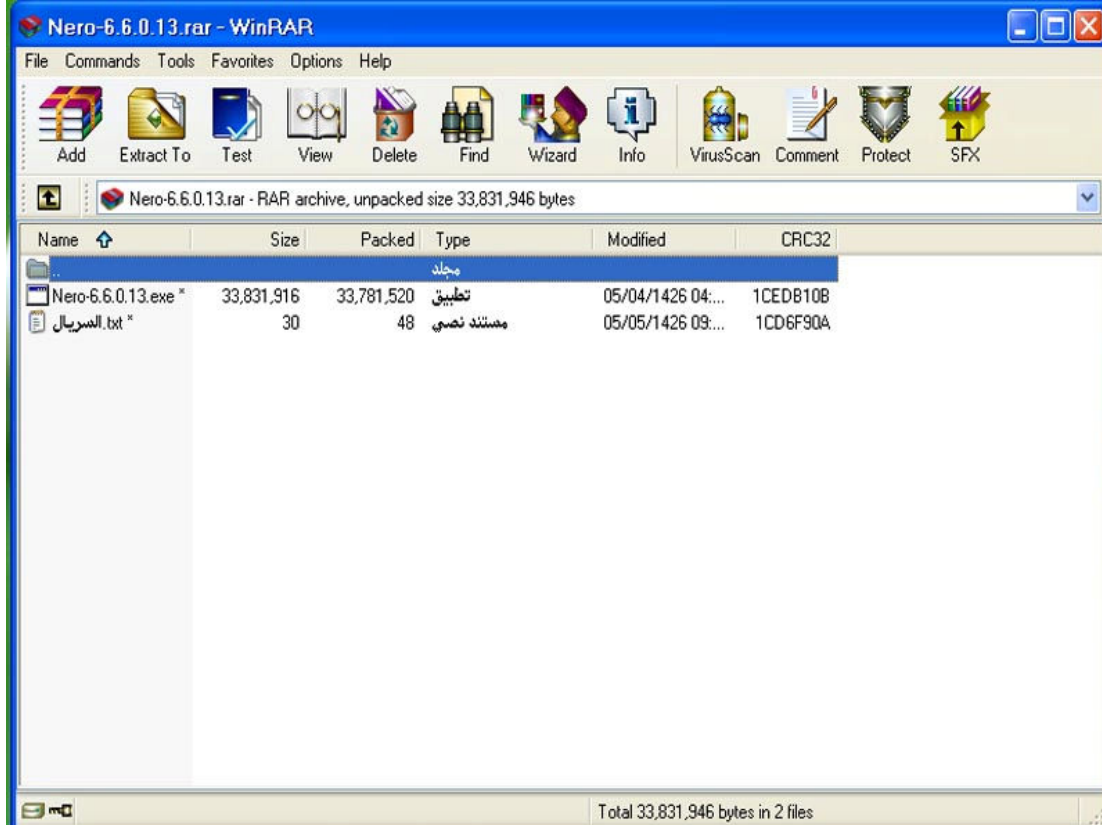 Nero-6.6.0.13.rar - WinRAR
File Commands Tools Favorites Options Help
Add Extract To Test View Delete Find Wizard Info VirusScan Comment Protect SFX
Nero-6.6.0.13.rar - RAR archive, unpacked size 33,831,946 bytes
Name Size Packed Type Modified CRC32
.. مجلد
Nero-6.6.0.13.exe * 33,831,916 33,781,520 تطبيق 05/04/1426 04:... 1CEDB10B
السريال.txt * 30 48 مستند نصي 05/05/1426 09:... 1CD6F90A
Total 33,831,946 bytes in 2 files